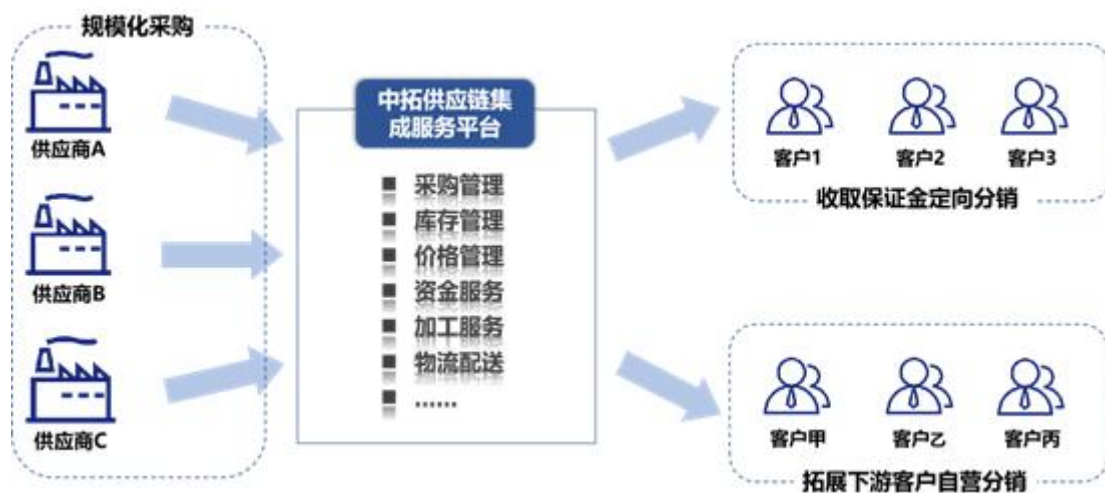 规模化采购
供应商A
供应商B
供应商C
中拓供应链集
成服务平台
■ 采购管理
■ 库存管理
■ 价格管理
■ 资金服务
■ 加工服务
■ 物流配送
■ ......
客户1 客户2 客户3
收取保证金定向分销
客户甲 客户乙 客户丙
拓展下游客户自营分销